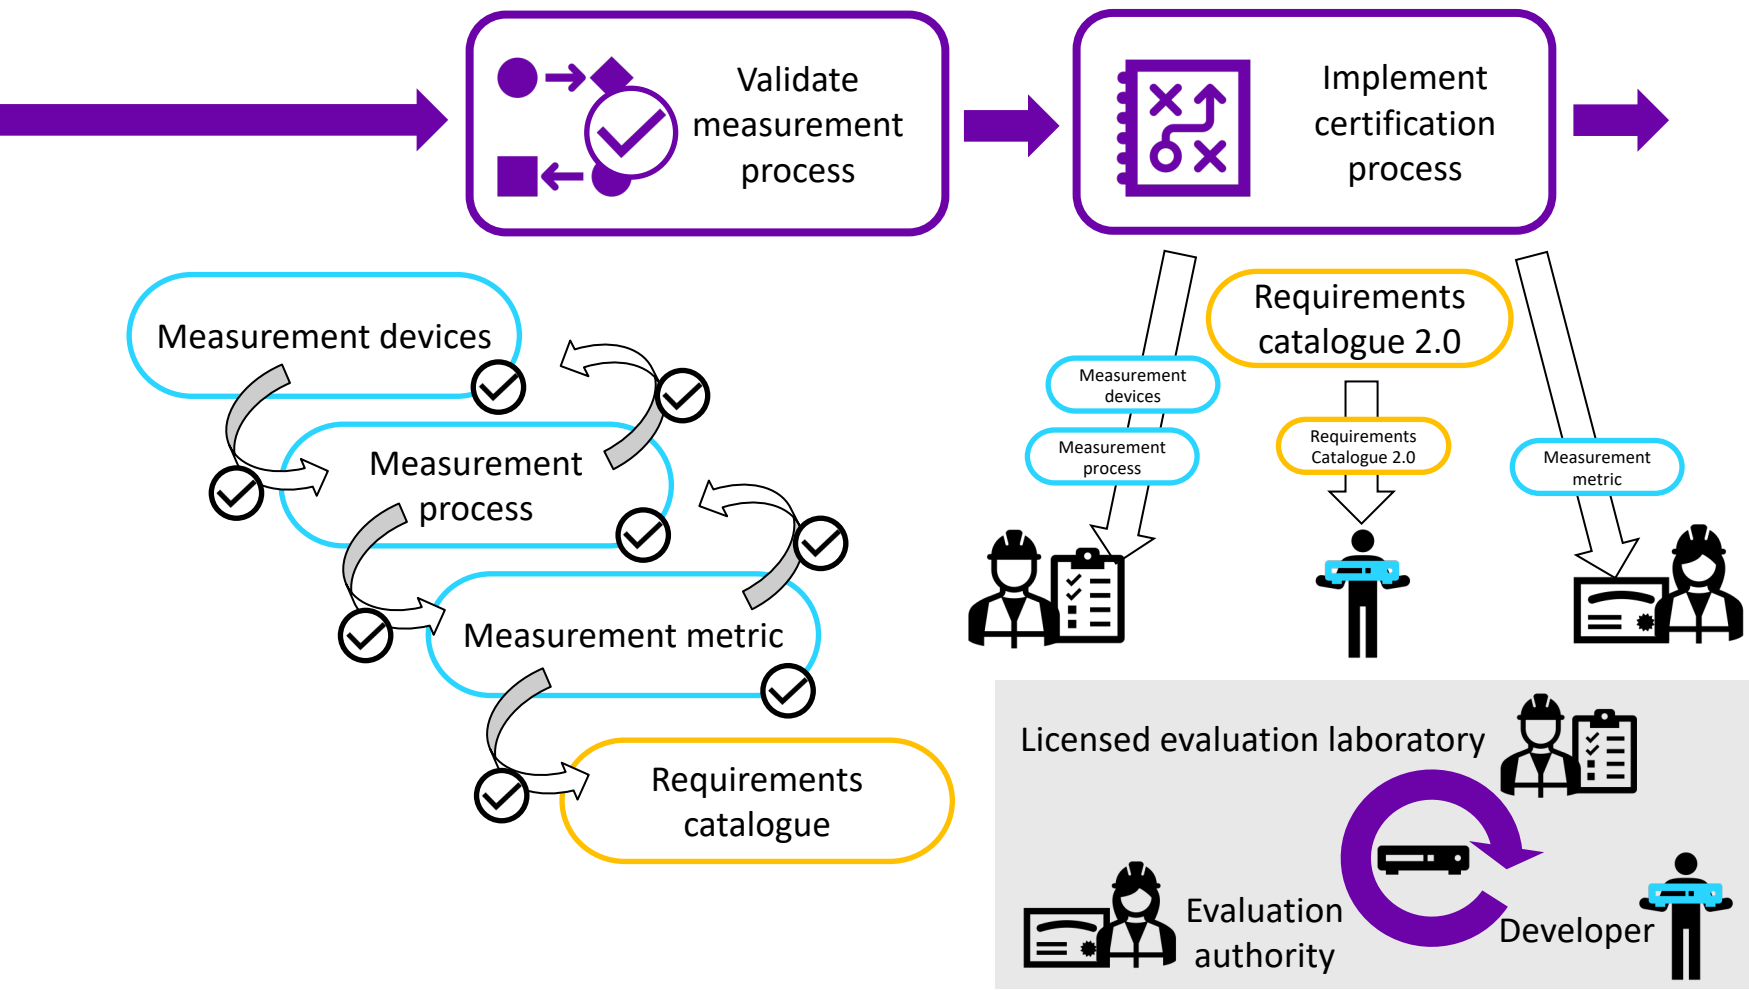 Validate
measurement
process
Implement
certification
process
Measurement devices
Measurement
process
Measurement metric
Requirements
catalogue
Requirements
catalogue 2.0
Measurement
devices
Measurement
process
Requirements
Catalogue 2.0
Measurement
metric
Licensed evaluation laboratory
Evaluation
authority
Developer